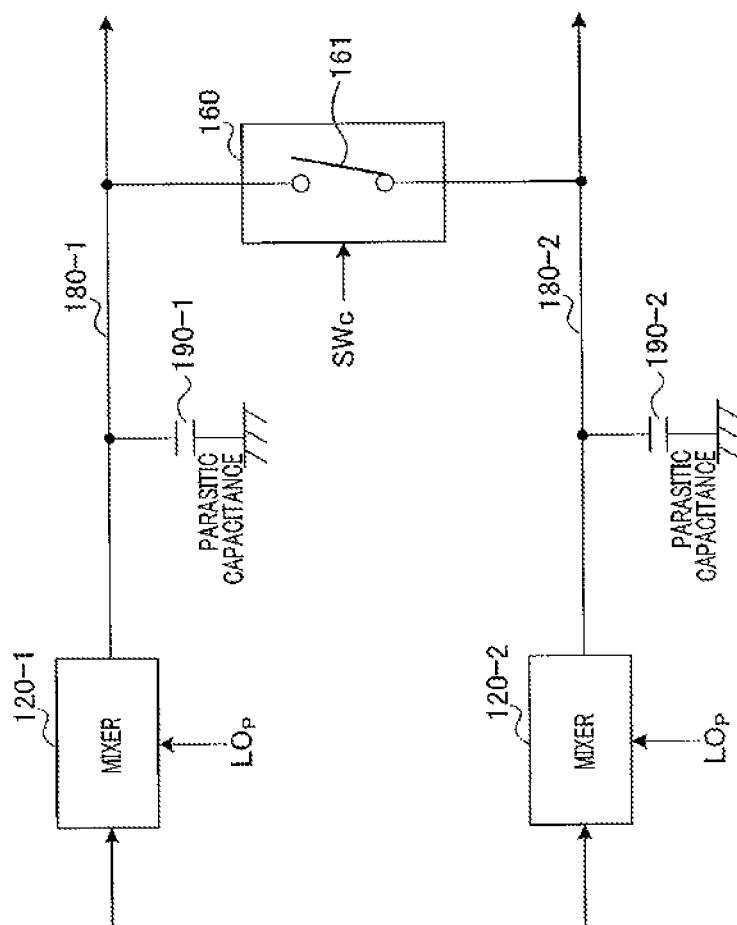 120-1
MIXER
LOP
180-1
190-1
PARASITIC
CAPACITANCE
160
161
SWc
120-2
MIXER
LOP
180-2
190-2
PARASITIC
CAPACITANCE